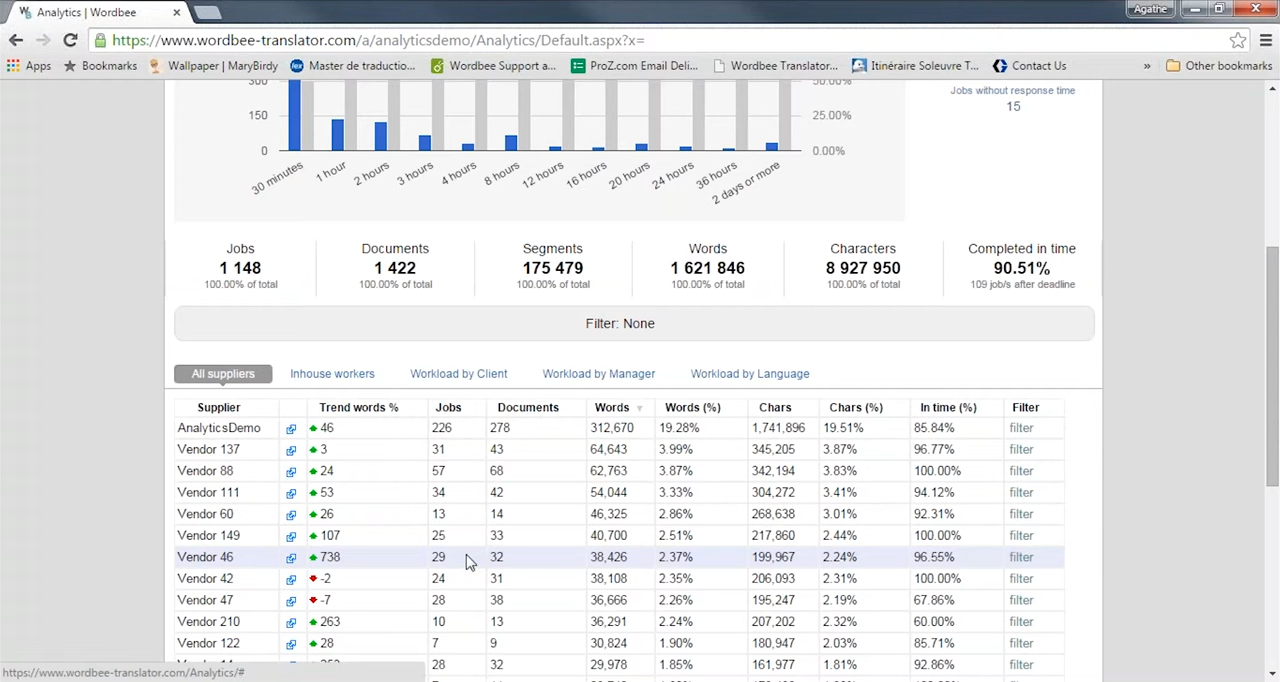 Analytics | Wordbee
Agathe
https://www.wordbee-translator.com/a/analyticsdemo/Analytics/Default.aspx?x=
Apps Bookmarks Wallpaper | MaryBirdy Master de traductio... Wordbee Support a... ProZ.com Email Deli... Wordbee Translator... Itinéraire Soleuvre T... Contact Us » Other bookmarks
300 50.00%
Jobs without response time
15
150 25.00%
0 0.00%
30 minutes 1 hour 2 hours 3 hours 4 hours 8 hours 12 hours 16 hours 20 hours 24 hours 36 hours 2 days or more
Jobs Documents Segments Words Characters Completed in time
1 148 1 422 175 479 1 621 846 8 927 950 90.51%
100.00% of total 100.00% of total 100.00% of total 100.00% of total 100.00% of total 109 job/s after deadline
Filter: None
All suppliers Inhouse workers Workload by Client Workload by Manager Workload by Language
Supplier Trend words % Jobs Documents Words Words (%) Chars Chars (%) In time (%) Filter
AnalyticsDemo 46 226 278 312,670 19.28% 1,741,896 19.51% 85.84% filter
Vendor 137 3 31 43 64,643 3.99% 345,205 3.87% 96.77% filter
Vendor 88 24 57 68 62,763 3.87% 342,194 3.83% 100.00% filter
Vendor 111 53 34 42 54,044 3.33% 304,272 3.41% 94.12% filter
Vendor 60 26 13 14 46,325 2.86% 268,638 3.01% 92.31% filter
Vendor 149 107 25 33 40,700 2.51% 217,860 2.44% 100.00% filter
Vendor 46 738 29 32 38,426 2.37% 199,967 2.24% 96.55% filter
Vendor 42 -2 24 31 38,108 2.35% 206,093 2.31% 100.00% filter
Vendor 47 -7 28 38 36,666 2.26% 195,247 2.19% 67.86% filter
Vendor 210 263 10 13 36,291 2.24% 207,202 2.32% 60.00% filter
Vendor 122 28 7 9 30,824 1.90% 180,947 2.03% 85.71% filter
28 32 29,978 1.85% 161,977 1.81% 92.86% filter
https://www.wordbee-translator.com/Analytics/#